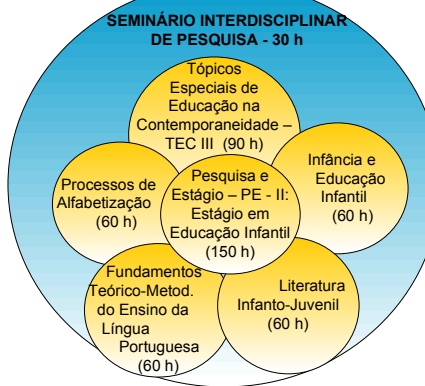 SEMINÁRIO INTERDISCIPLINAR
DE PESQUISA - 30 h
Tópicos
Especiais de
Educação na
Contemporaneidade –
TEC III (90 h)
Processos de
Alfabetização
(60 h)
Pesquisa e
Estágio – PE - II:
Estágio em
Educação Infantil
(150 h)
Infância e
Educação
Infantil
(60 h)
Fundamentos
Teórico-Metod.
do Ensino da
Língua
Portuguesa
(60 h)
Literatura
Infanto-Juvenil
(60 h)